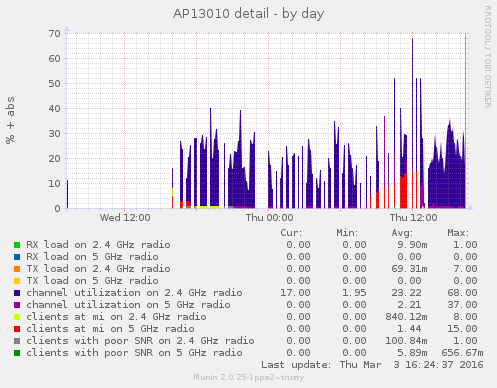 AP13010 detail - by day
RRDTOOL / TOBI OETIKER
% + abs
70
60
50
40
30
20
10
0
Wed 12:00 Thu 00:00 Thu 12:00
Cur: Min: Avg: Max:
RX load on 2.4 GHz radio 0.00 0.00 9.90m 1.00
RX load on 5 GHz radio 0.00 0.00 0.00 0.00
TX load on 2.4 GHz radio 0.00 0.00 69.31m 7.00
TX load on 5 GHz radio 0.00 0.00 0.00 0.00
channel utilization on 2.4 GHz radio 17.00 1.95 23.22 68.00
channel utilization on 5 GHz radio 0.00 0.00 2.21 37.00
clients at mi on 2.4 GHz radio 0.00 0.00 840.12m 8.00
clients at mi on 5 GHz radio 0.00 0.00 1.44 15.00
clients with poor SNR on 2.4 GHz radio 0.00 0.00 100.84m 1.00
clients with poor SNR on 5 GHz radio 0.00 0.00 5.89m 656.67m
Last update: Thu Mar 3 16:24:37 2016
Munin 2.0.25-1ppa2~trusty